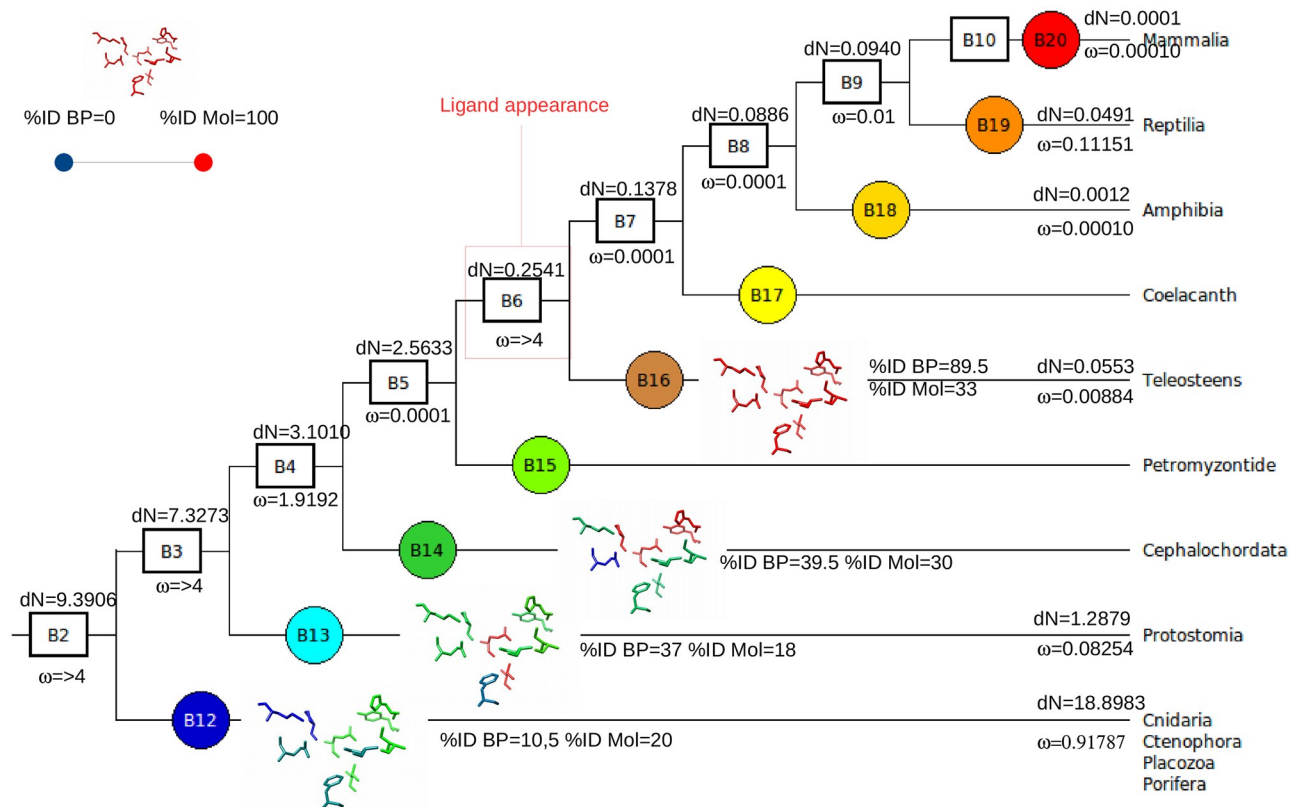 %ID BP=0 %ID Mol=100
Ligand appearance
B10
B20
dN=0.0001
Mammalia
ω=0.00010
dN=0.0940
B9
ω=0.01
B19
dN=0.0491
Reptilia
ω=0.11151
dN=0.0886
B8
ω=0.0001
B18
dN=0.0012
Amphibia
ω=0.00010
dN=0.1378
B7
ω=0.0001
B17
Coelacanth
dN=0.2541
B6
ω=>4
B16
%ID BP=89.5
%ID Mol=33
dN=0.0553
Teleosteens
ω=0.00884
dN=2.5633
B5
ω=0.0001
B15
Petromyzontide
dN=3.1010
B4
ω=1.9192
B14
%ID BP=39.5 %ID Mol=30
Cephalochordata
dN=7.3273
B3
ω=>4
B13
%ID BP=37 %ID Mol=18
dN=1.2879
Protostomia
ω=0.08254
dN=9.3906
B2
ω=>4
B12
%ID BP=10,5 %ID Mol=20
dN=18.8983
ω=0.91787
Cnidaria
Ctenophora
Placozoa
Porifera